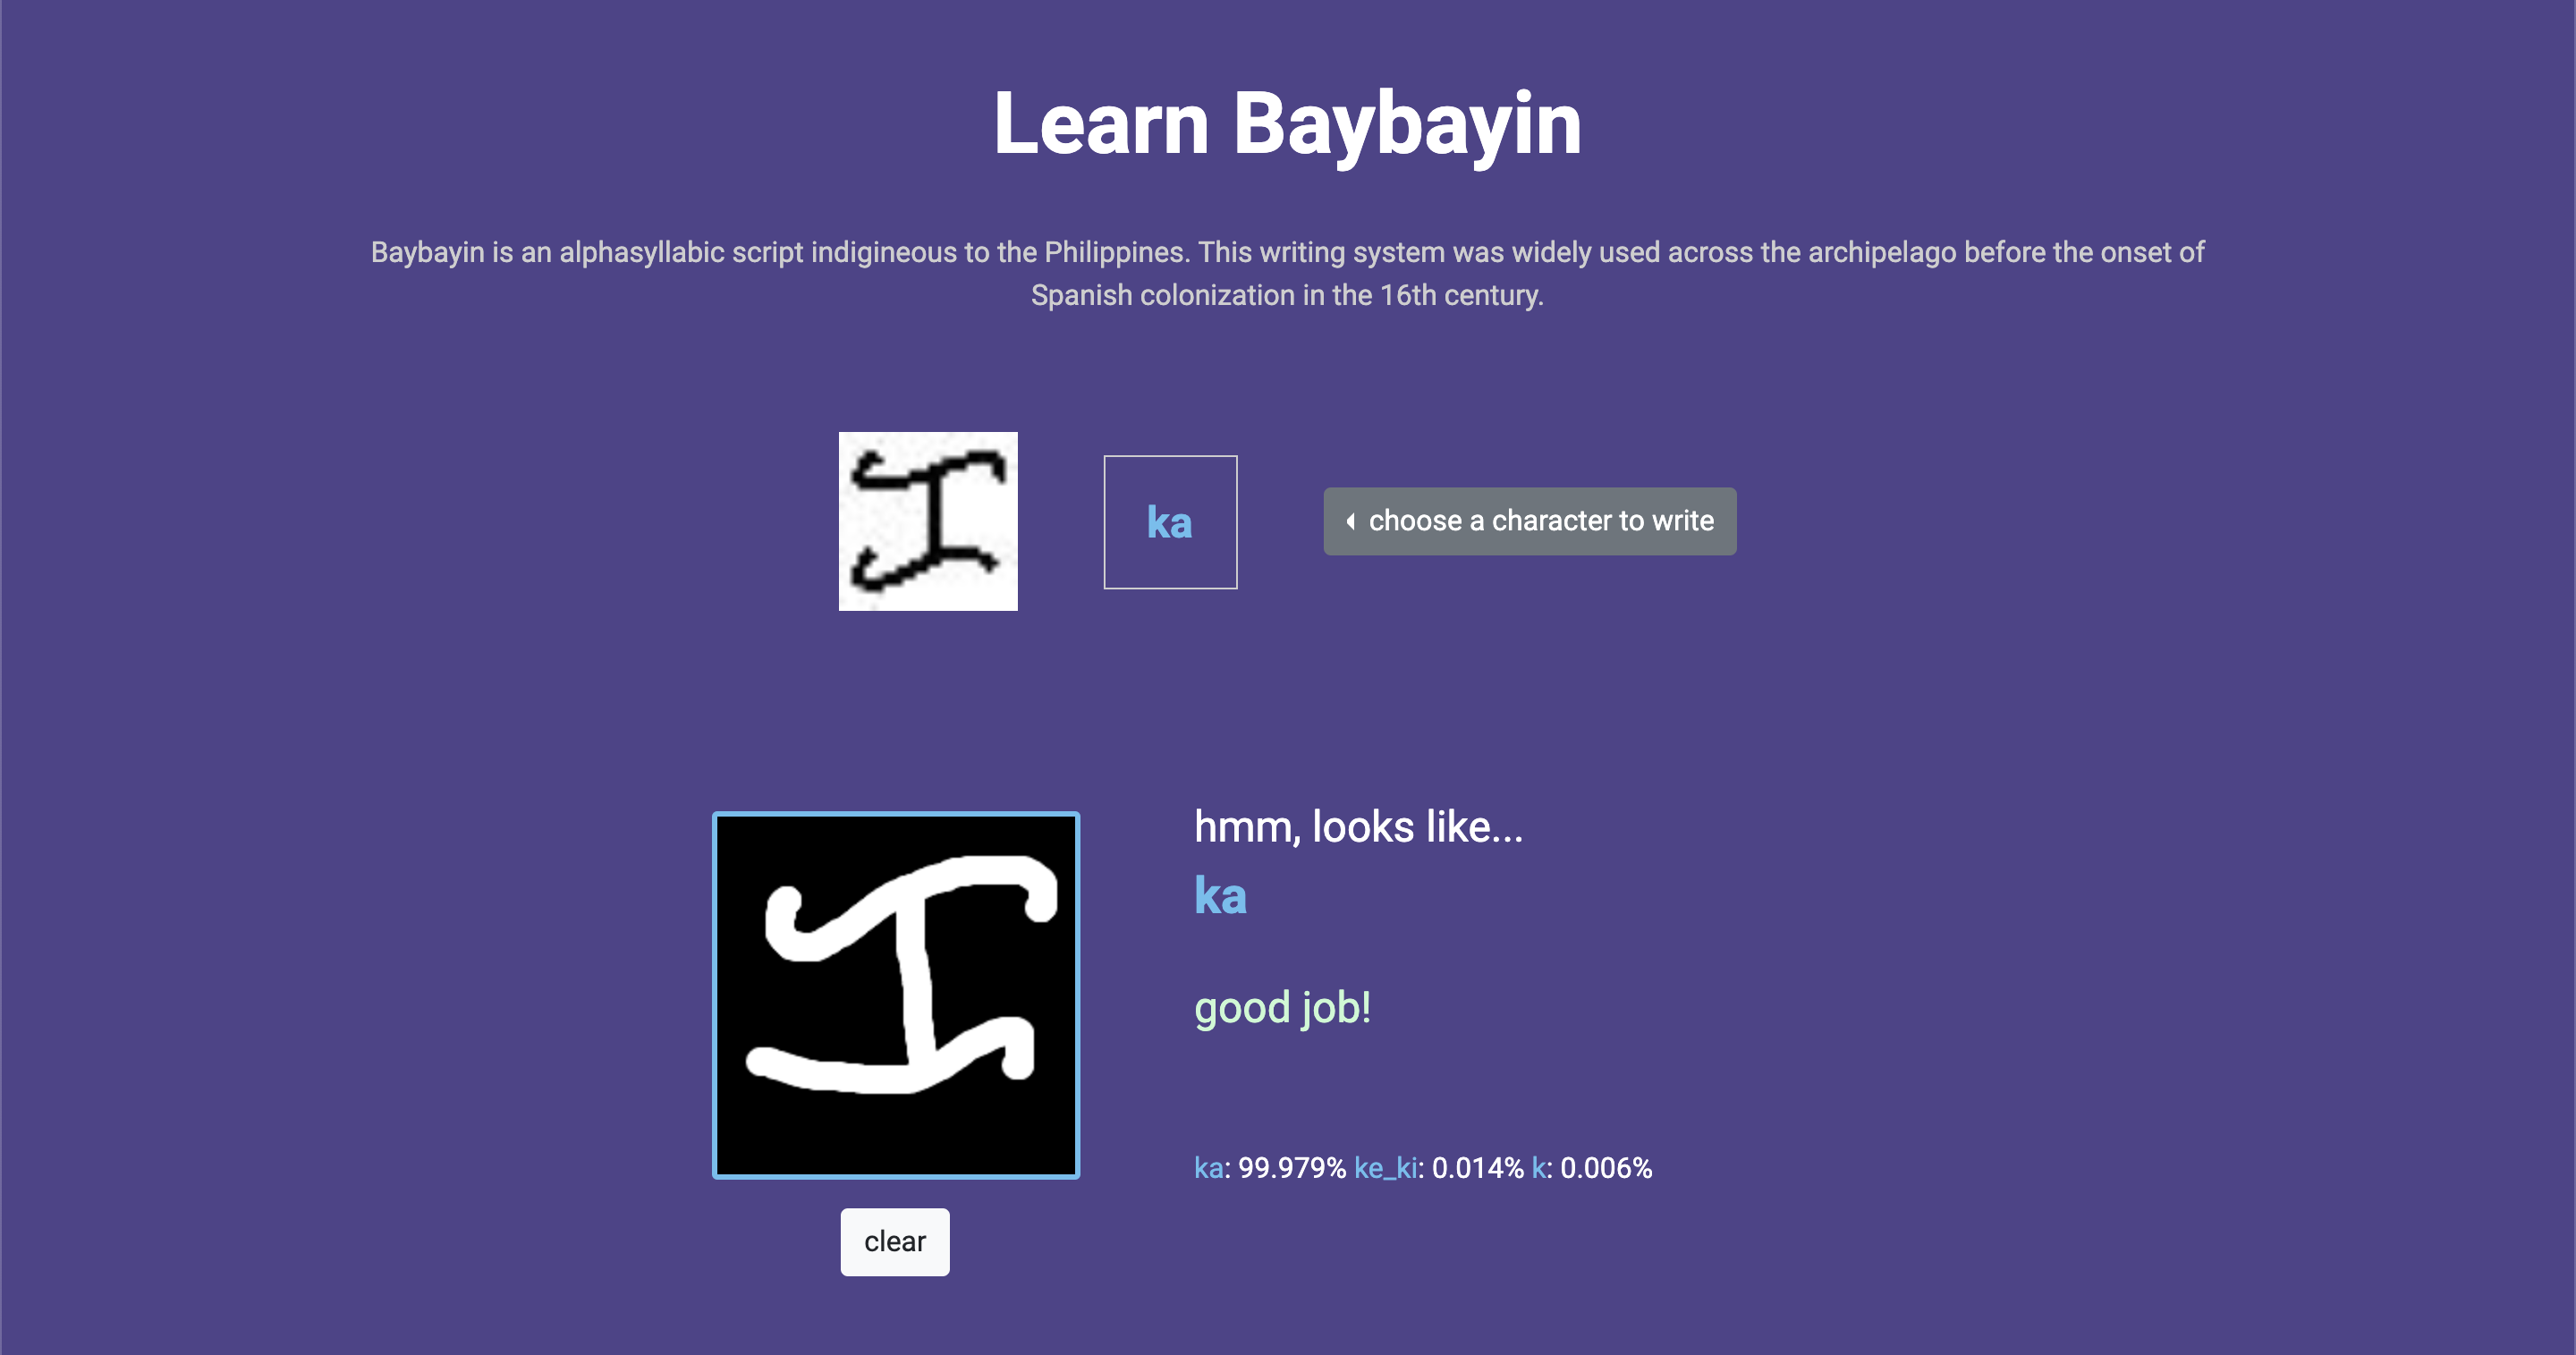 Learn Baybayin
Baybayin is an alphasyllabic script indigineous to the Philippines. This writing system was widely used across the archipelago before the onset of
Spanish colonization in the 16th century.
ᜃ
ka
choose a character to write
ᜃ
hmm, looks like...
ka
good job!
ka: 99.979% ke_ki: 0.014% k: 0.006%
clear